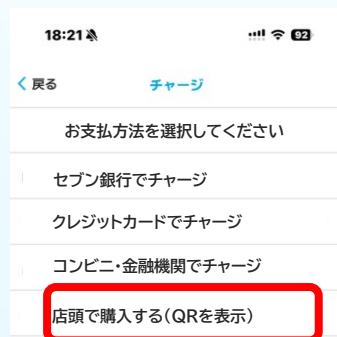 18:21 92
戻る チャージ
お支払方法を選択してください
セブン銀行でチャージ
クレジットカードでチャージ
コンビニ・金融機関でチャージ
店頭で購入する(QRを表示)